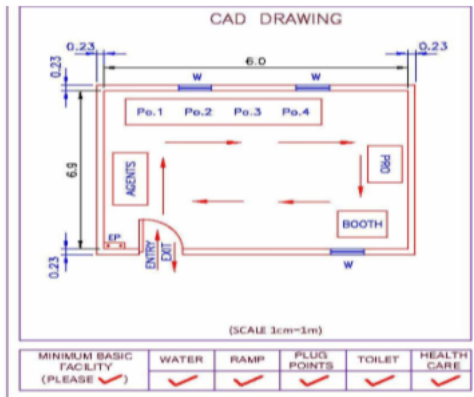 CAD DRAWING
0.23 6.0 0.23
0.23
W W
Po.1 Po.2 Po.3 Po.4
6.9
AGENTS
PRO
BOOTH
EP
ENTRY
EXIT
0.23
W
(SCALE 1cm=1m)
MINIMUM BASIC FACILITY (PLEASE ✓)
WATER
RAMP
PLUG POINTS
TOILET
HEALTH CARE